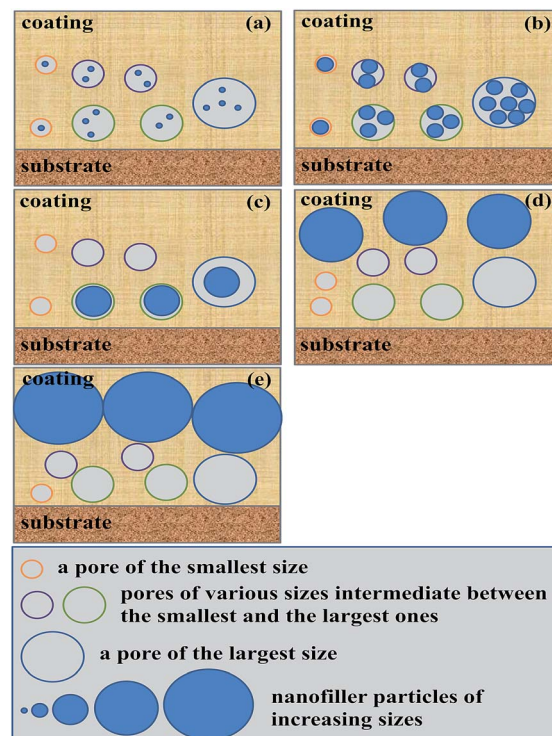 coating (a)
substrate
coating (b)
substrate
coating (c)
substrate
coating (d)
substrate
coating (e)
substrate
a pore of the smallest size
pores of various sizes intermediate between
the smallest and the largest ones
a pore of the largest size
nanofiller particles of
increasing sizes